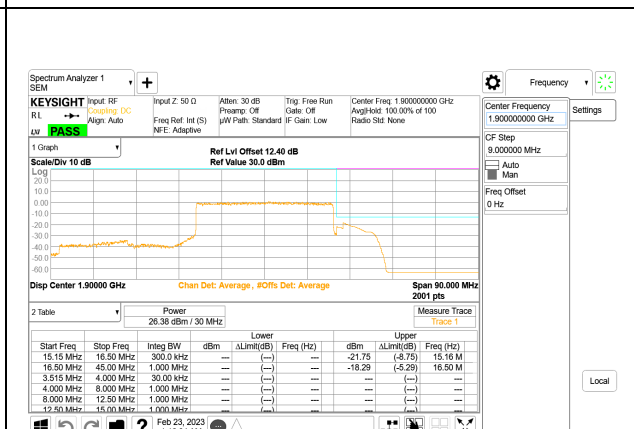 Spectrum Analyzer 1
SEM
+
Frequency
KEYSIGHT Input: RF Input Z: 50 Ω Atten: 30 dB Trig: Free Run Center Freq: 1.900000000 GHz
RL Coupling: DC Preamp: Off Gate: Off Avg|Hold: 100.00% of 100
Align: Auto Freq Ref: Int (S) µW Path: Standard IF Gain: Low Radio Std: None
LXI PASS NFE: Adaptive
Center Frequency
1.900000000 GHz
Settings
CF Step
9.000000 MHz
Auto
Man
Freq Offset
0 Hz
Local
1 Graph
Ref Lvl Offset 12.40 dB
Scale/Div 10 dB Ref Value 30.0 dBm
Log
20.0
10.0
0.00
-10.0
-20.0
-30.0
-40.0
-50.0
-60.0
Disp Center 1.90000 GHz Chan Det: Average, #Offs Det: Average Span 90.000 MHz
2001 pts
2 Table Power Measure Trace
26.38 dBm / 30 MHz Trace 1
Lower Upper
Start Freq Stop Freq Integ BW dBm ΔLimit(dB) Freq (Hz) dBm ΔLimit(dB) Freq (Hz)
15.15 MHz 16.50 MHz 300.0 kHz --- (---) --- -21.75 (-8.75) 15.16 M
16.50 MHz 45.00 MHz 1.000 MHz --- (---) --- -18.29 (-5.29) 16.50 M
3.515 MHz 4.000 MHz 30.00 kHz --- (---) --- --- (---) ---
4.000 MHz 8.000 MHz 1.000 MHz --- (---) --- --- (---) ---
8.000 MHz 12.50 MHz 1.000 MHz --- (---) --- --- (---) ---
12.50 MHz 15.00 MHz 1.000 MHz --- (---) --- --- (---) ---
? Feb 23, 2023